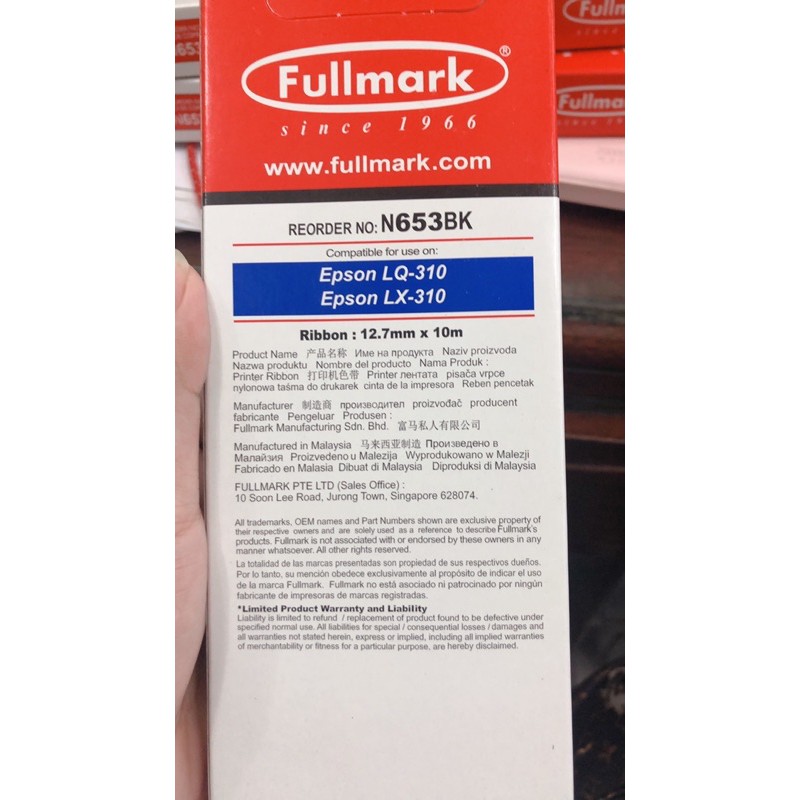 Fullmark®
since 1966
www.fullmark.com
REORDER NO: N653BK
Compatible for use on:
Epson LQ-310
Epson LX-310
Ribbon : 12.7mm x 10m
Product Name 产品名称 Име на продукта Naziv proizvoda
Nazwa produktu Nombre del producto Nama Produk :
Printer Ribbon 打印机色带 Printer лентата pisača vrpce
nylonowa taśma do drukarek cinta de la impresora Reben pencetak
Manufacturer 制造商 производител proizvođač producent
fabricante Pengeluar Produsen :
Fullmark Manufacturing Sdn. Bhd. 富马私人有限公司
Manufactured in Malaysia 马来西亚制造 Произведено в
Малайзия Proizvedeno u Malezija Wyprodukowano w Malezji
Fabricado en Malasia Dibuat di Malaysia Diproduksi di Malaysia
FULLMARK PTE LTD (Sales Office) :
10 Soon Lee Road, Jurong Town, Singapore 628074.
All trademarks, OEM names and Part Numbers shown are exclusive property of
their respective owners and are solely used as a reference to describe Fullmark's
products. Fullmark is not associated with or endorsed by these owners in any
manner whatsoever. All other rights reserved.
La totalidad de las marcas presentadas son propiedad de sus respectivos dueños.
Por lo tanto, su mención obedece exclusivamente al propósito de indicar el uso
de la marca Fullmark. Fullmark no está asociado ni patrocinado por ningún
fabricante de impresoras de marcas registradas.
*Limited Product Warranty and Liability
Liability is limited to refund / replacement of product found to be defective under
specified normal use. All liabilities for special / consequential losses / damages and
all warranties not stated herein, express or implied, including all implied warranties
of merchantability or fitness for a particular purpose, are hereby disclaimed.
Fullm
Fullma